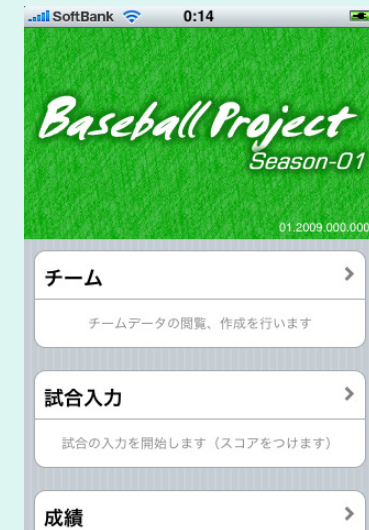 SoftBank 0:14
Baseball Project
Season-01
01.2009.000.000
チーム
チームデータの閲覧、作成を行います
試合入力
試合の入力を開始します（スコアをつけます）
成績